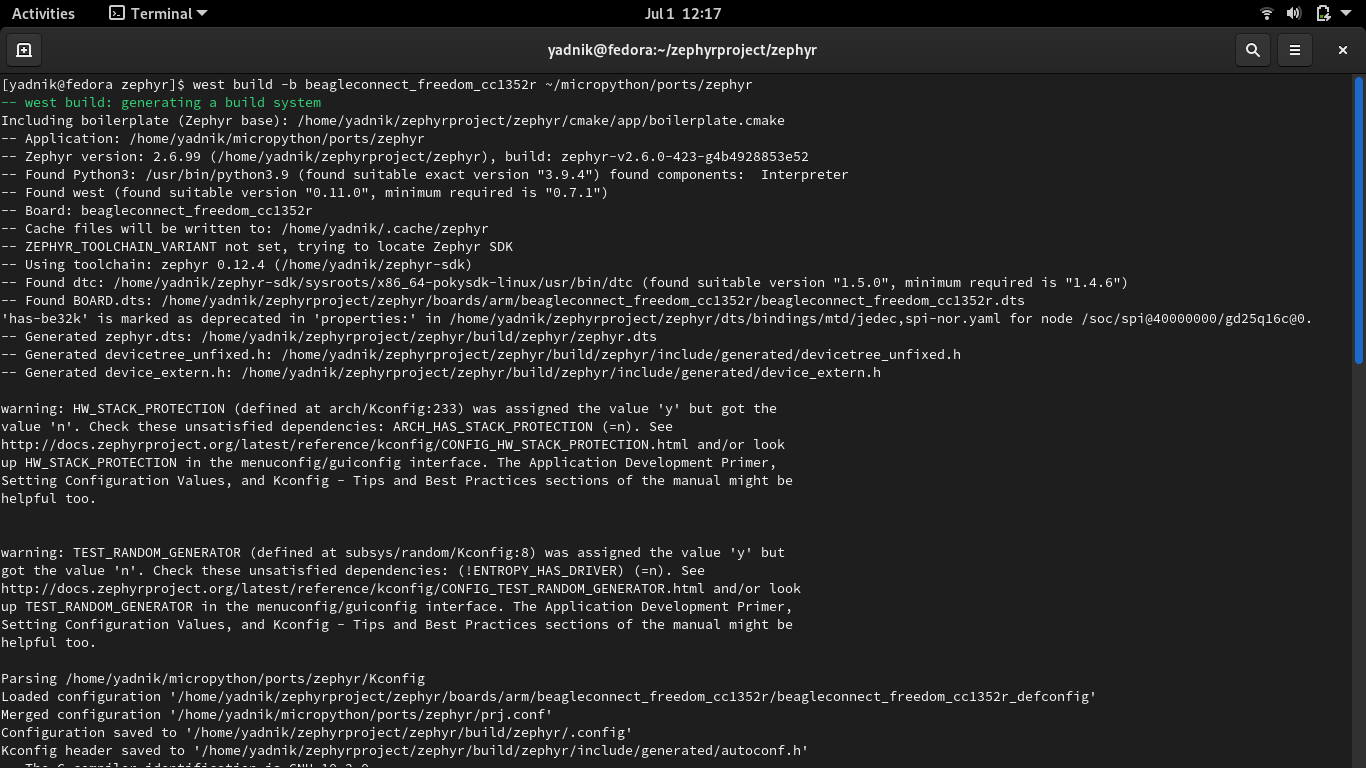 Activities Terminal Jul 1 12:17
yadnik@fedora:~/zephyrproject/zephyr
[yadnik@fedora zephyr]$ west build -b beagleconnect_freedom_cc1352r ~/micropython/ports/zephyr
-- west build: generating a build system
Including boilerplate (Zephyr base): /home/yadnik/zephyrproject/zephyr/cmake/app/boilerplate.cmake
-- Application: /home/yadnik/micropython/ports/zephyr
-- Zephyr version: 2.6.99 (/home/yadnik/zephyrproject/zephyr), build: zephyr-v2.6.0-423-g4b4928853e52
-- Found Python3: /usr/bin/python3.9 (found suitable exact version "3.9.4") found components:  Interpreter
-- Found west (found suitable version "0.11.0", minimum required is "0.7.1")
-- Board: beagleconnect_freedom_cc1352r
-- Cache files will be written to: /home/yadnik/.cache/zephyr
-- ZEPHYR_TOOLCHAIN_VARIANT not set, trying to locate Zephyr SDK
-- Using toolchain: zephyr 0.12.4 (/home/yadnik/zephyr-sdk)
-- Found dtc: /home/yadnik/zephyr-sdk/sysroots/x86_64-pokysdk-linux/usr/bin/dtc (found suitable version "1.5.0", minimum required is "1.4.6")
-- Found BOARD.dts: /home/yadnik/zephyrproject/zephyr/boards/arm/beagleconnect_freedom_cc1352r/beagleconnect_freedom_cc1352r.dts
'has-be32k' is marked as deprecated in 'properties:' in /home/yadnik/zephyrproject/zephyr/dts/bindings/mtd/jedec,spi-nor.yaml for node /soc/spi@40000000/gd25q16c@0.
-- Generated zephyr.dts: /home/yadnik/zephyrproject/zephyr/build/zephyr/zephyr.dts
-- Generated devicetree_unfixed.h: /home/yadnik/zephyrproject/zephyr/build/zephyr/include/generated/devicetree_unfixed.h
-- Generated device_extern.h: /home/yadnik/zephyrproject/zephyr/build/zephyr/include/generated/device_extern.h
warning: HW_STACK_PROTECTION (defined at arch/Kconfig:233) was assigned the value 'y' but got the
value 'n'. Check these unsatisfied dependencies: ARCH_HAS_STACK_PROTECTION (=n). See
http://docs.zephyrproject.org/latest/reference/kconfig/CONFIG_HW_STACK_PROTECTION.html and/or look
up HW_STACK_PROTECTION in the menuconfig/guiconfig interface. The Application Development Primer,
Setting Configuration Values, and Kconfig - Tips and Best Practices sections of the manual might be
helpful too.
warning: TEST_RANDOM_GENERATOR (defined at subsys/random/Kconfig:8) was assigned the value 'y' but
got the value 'n'. Check these unsatisfied dependencies: (!ENTROPY_HAS_DRIVER) (=n). See
http://docs.zephyrproject.org/latest/reference/kconfig/CONFIG_TEST_RANDOM_GENERATOR.html and/or look
up TEST_RANDOM_GENERATOR in the menuconfig/guiconfig interface. The Application Development Primer,
Setting Configuration Values, and Kconfig - Tips and Best Practices sections of the manual might be
helpful too.
Parsing /home/yadnik/micropython/ports/zephyr/Kconfig
Loaded configuration '/home/yadnik/zephyrproject/zephyr/boards/arm/beagleconnect_freedom_cc1352r/beagleconnect_freedom_cc1352r_defconfig'
Merged configuration '/home/yadnik/micropython/ports/zephyr/prj.conf'
Configuration saved to '/home/yadnik/zephyrproject/zephyr/build/zephyr/.config'
Kconfig header saved to '/home/yadnik/zephyrproject/zephyr/build/zephyr/include/generated/autoconf.h'
-- The C compiler identification is GNU 10.2.0